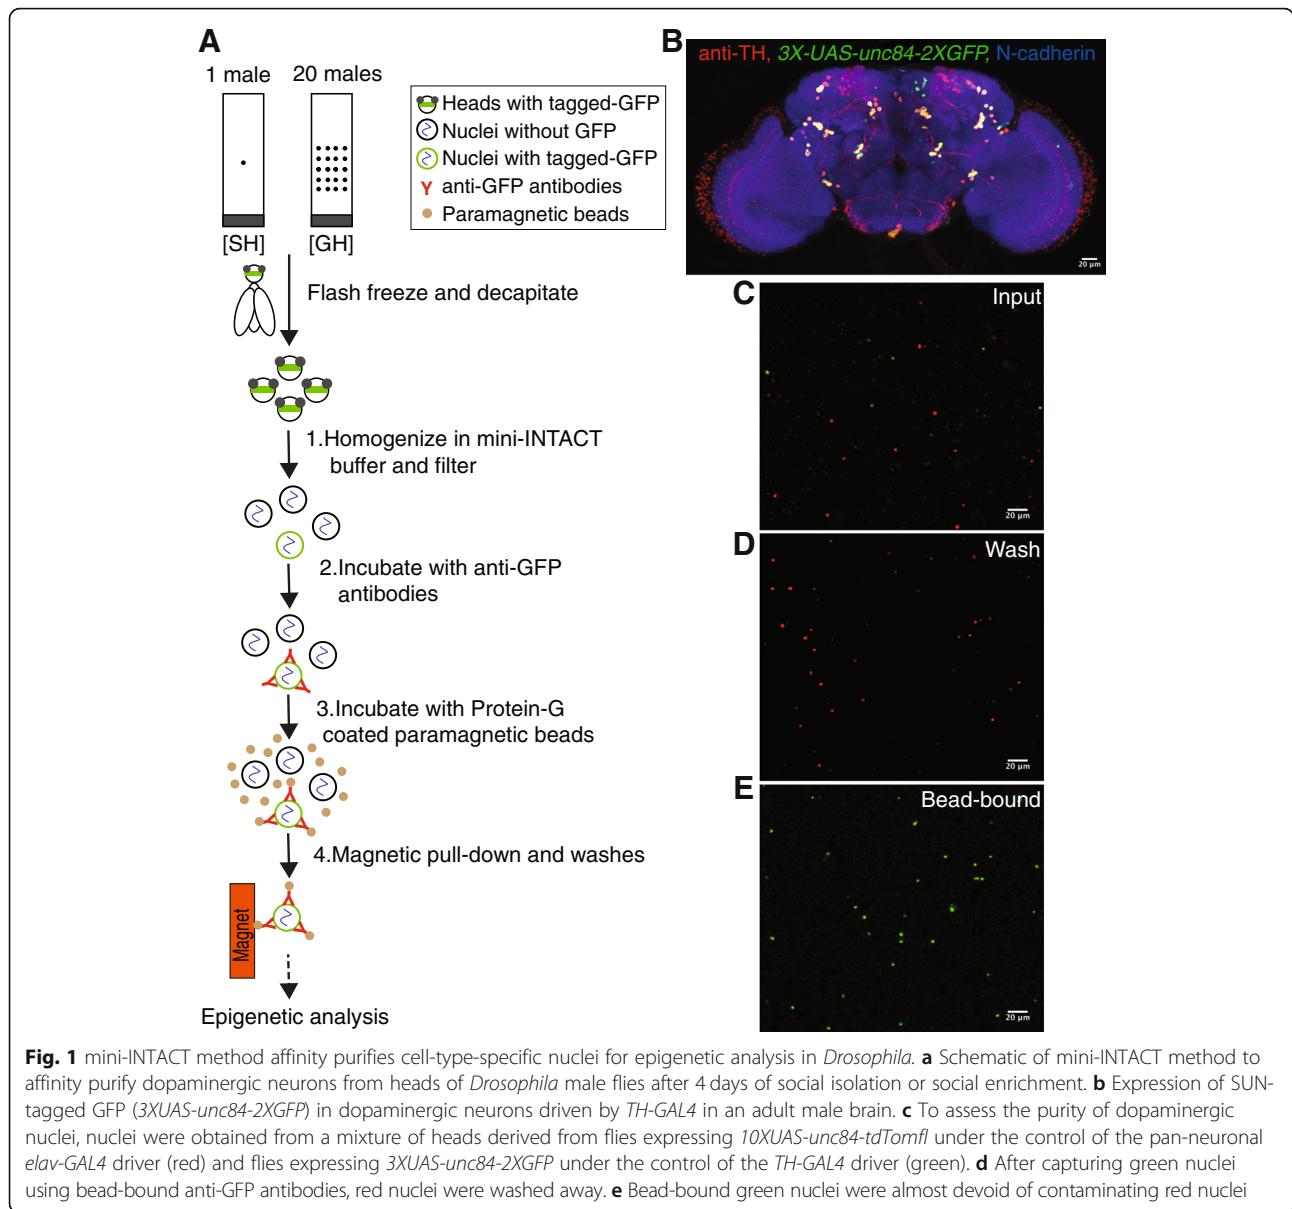 A
1 male 20 males
[SH] [GH]
Heads with tagged-GFP
Nuclei without GFP
Nuclei with tagged-GFP
anti-GFP antibodies
Paramagnetic beads
Flash freeze and decapitate
1.Homogenize in mini-INTACT
buffer and filter
2.Incubate with anti-GFP
antibodies
3.Incubate with Protein-G
coated paramagnetic beads
4.Magnetic pull-down and washes
Magnet
Epigenetic analysis
B
anti-TH, 3X-UAS-unc84-2XGFP, N-cadherin
20 µm
C
Input
20 µm
D
Wash
20 µm
E
Bead-bound
20 µm
Fig. 1 mini-INTACT method affinity purifies cell-type-specific nuclei for epigenetic analysis in Drosophila. a Schematic of mini-INTACT method to
affinity purify dopaminergic neurons from heads of Drosophila male flies after 4 days of social isolation or social enrichment. b Expression of SUN-
tagged GFP (3XUAS-unc84-2XGFP) in dopaminergic neurons driven by TH-GAL4 in an adult male brain. c To assess the purity of dopaminergic
nuclei, nuclei were obtained from a mixture of heads derived from flies expressing 10XUAS-unc84-tdTomfl under the control of the pan-neuronal
elav-GAL4 driver (red) and flies expressing 3XUAS-unc84-2XGFP under the control of the TH-GAL4 driver (green). d After capturing green nuclei
using bead-bound anti-GFP antibodies, red nuclei were washed away. e Bead-bound green nuclei were almost devoid of contaminating red nuclei